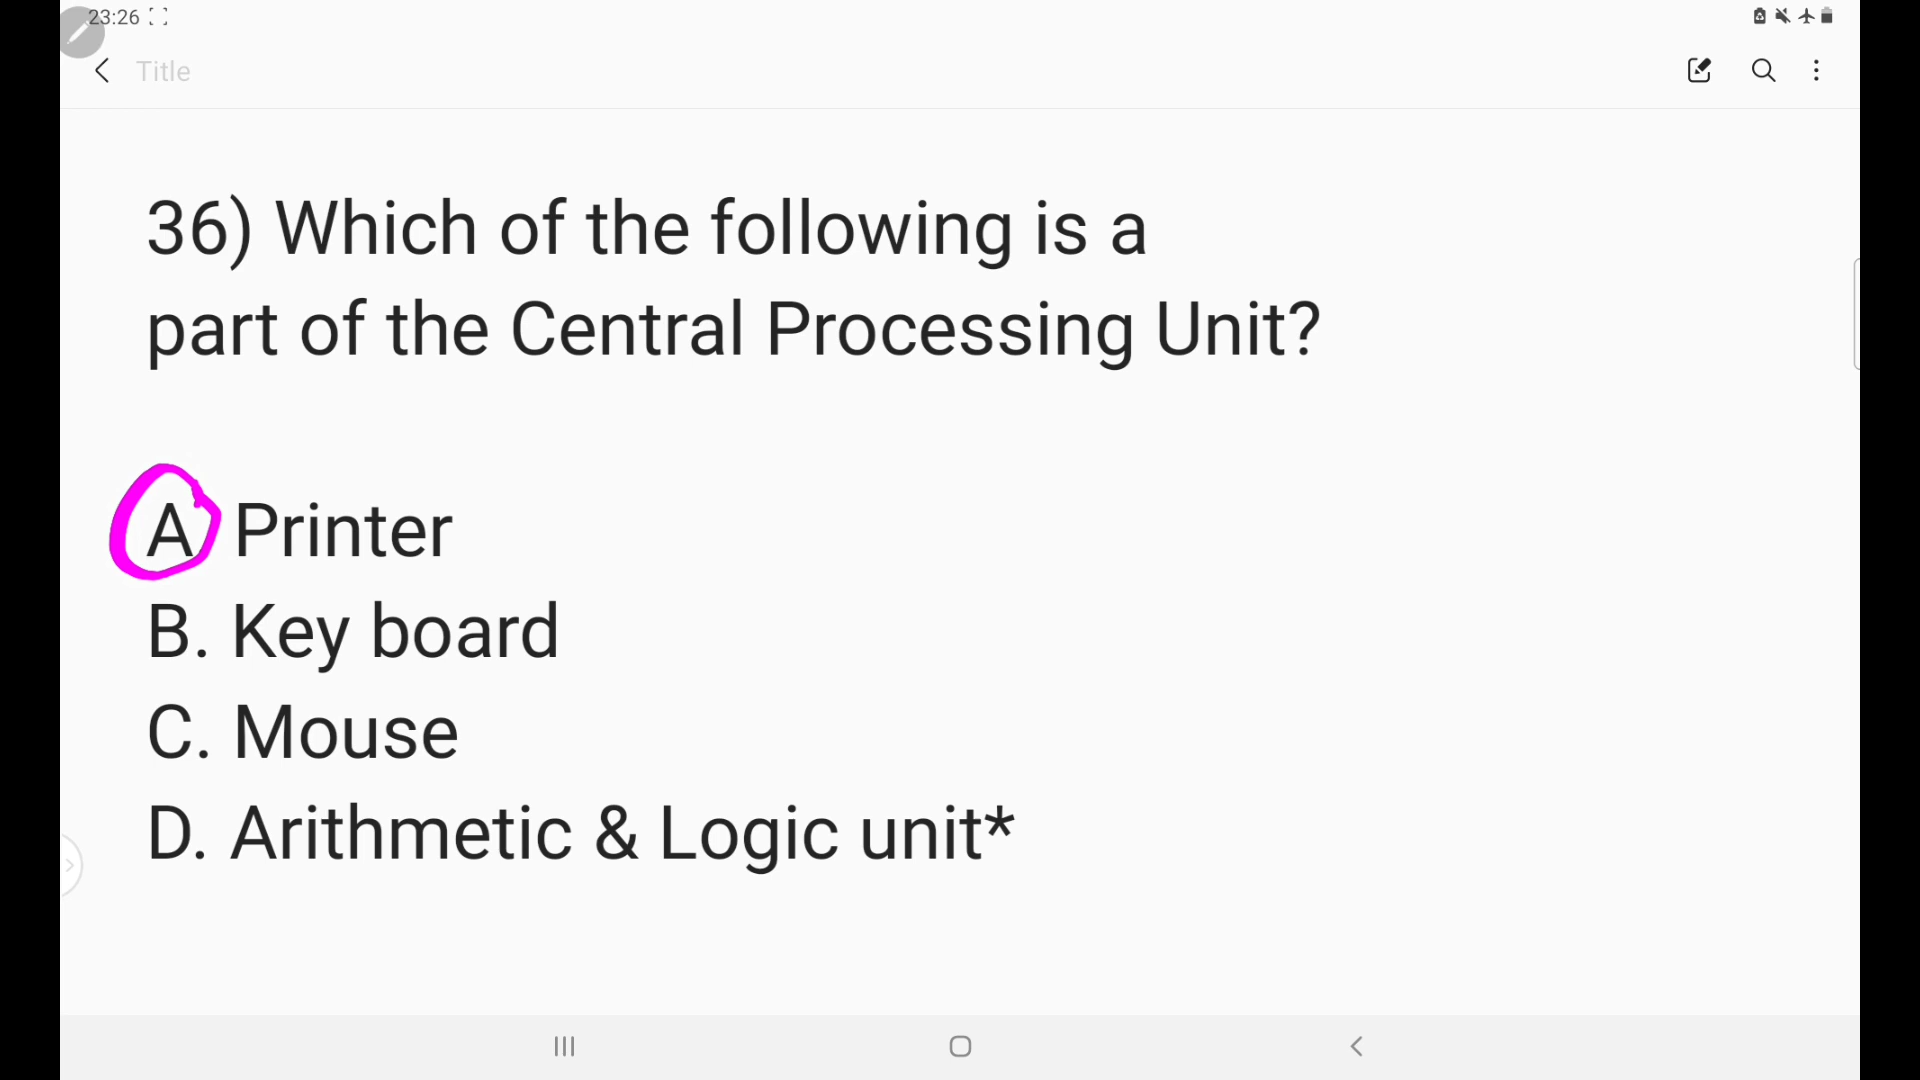 23:26
Title
36) Which of the following is a
part of the Central Processing Unit?
A. Printer
B. Key board
C. Mouse
D. Arithmetic & Logic unit*